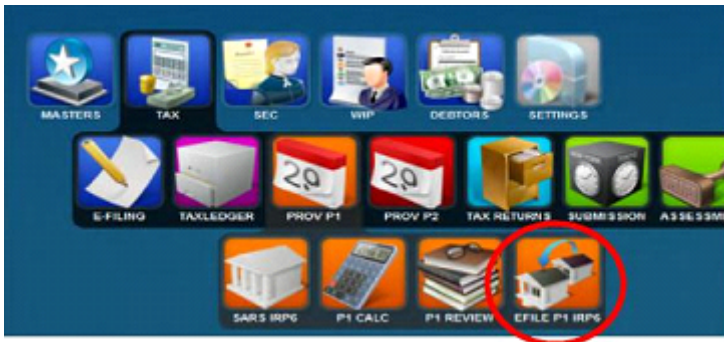 MASTERS TAX SEC WIP DEBTORS SETTINGS
29 29
E-FILING TAXLEDGER PROV P1 PROV P2 TAX RETURNS SUBMISSION ASSESSM
SARS IRP6 P1 CALC P1 REVIEW EFILE P1 IRP6